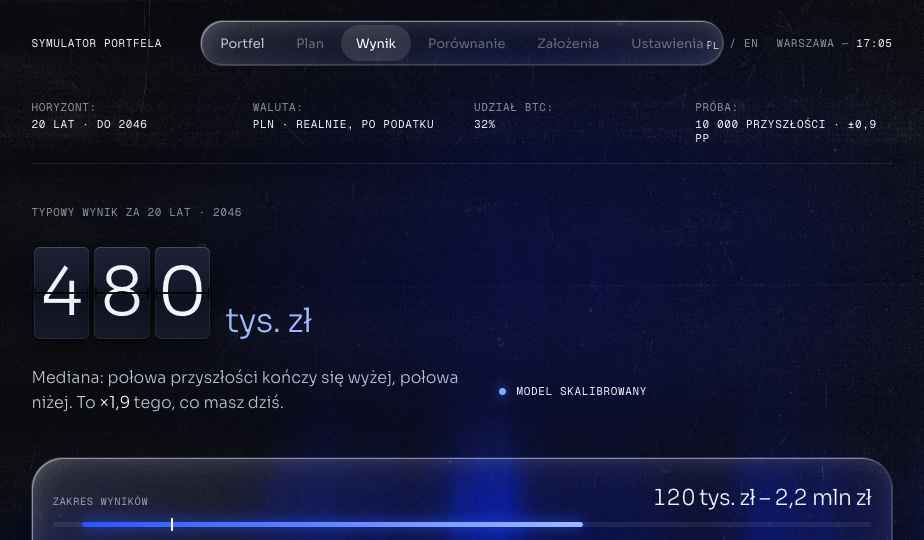 SYMULATOR PORTFELA
Portfel Plan Wynik Porównanie Założenia Ustawienia
PL / EN WARSZAWA — 17:05
HORYZONT:
20 LAT · DO 2046
WALUTA:
PLN · REALNIE, PO PODATKU
UDZIAŁ BTC:
32%
PRÓBA:
10 000 PRZYSZŁOŚCI · ±0,9
PP
TYPOWY WYNIK ZA 20 LAT · 2046
480 tys. zł
Mediana: połowa przyszłości kończy się wyżej, połowa
niżej. To ×1,9 tego, co masz dziś.
MODEL SKALIBROWANY
ZAKRES WYNIKÓW
120 tys. zł – 2,2 mln zł